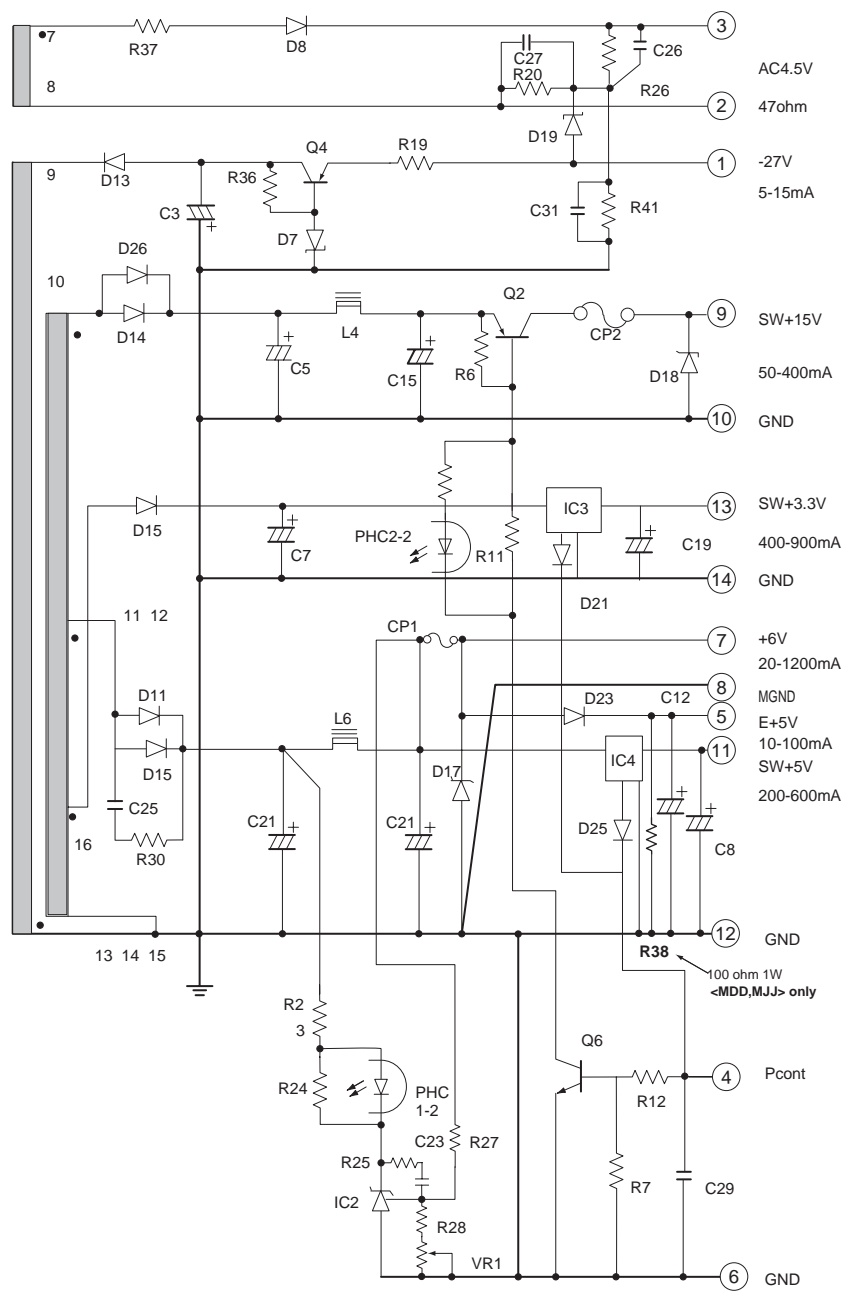 7
R37
D8
3
C27
C26
R20
AC4.5V
8
R26
2
47ohm
D19
Q4
R19
9
D13
R36
1
-27V
5-15mA
C3
+
C31
R41
D7
D26
10
Q2
9
SW+15V
D14
+
L4
+
CP2
C5
C15
R6
D18
50-400mA
10
GND
D15
+
IC3
13
SW+3.3V
+
PHC2-2
C7
R11
C19
400-900mA
14
GND
D21
11 12
CP1
7
+6V
20-1200mA
8
MGND
D11
D23
C12
5
E+5V
L6
11
10-100mA
D15
IC4
SW+5V
D17
200-600mA
C25
+
+
+
+
C21
C21
D25
C8
16
R30
12
GND
13 14 15
R38
100 ohm 1W
<MDD,MJJ> only
R2
3
Q6
R24
PHC
1-2
R12
4
Pcont
C23
R27
R25
IC2
R7
C29
R28
VR1
6
GND